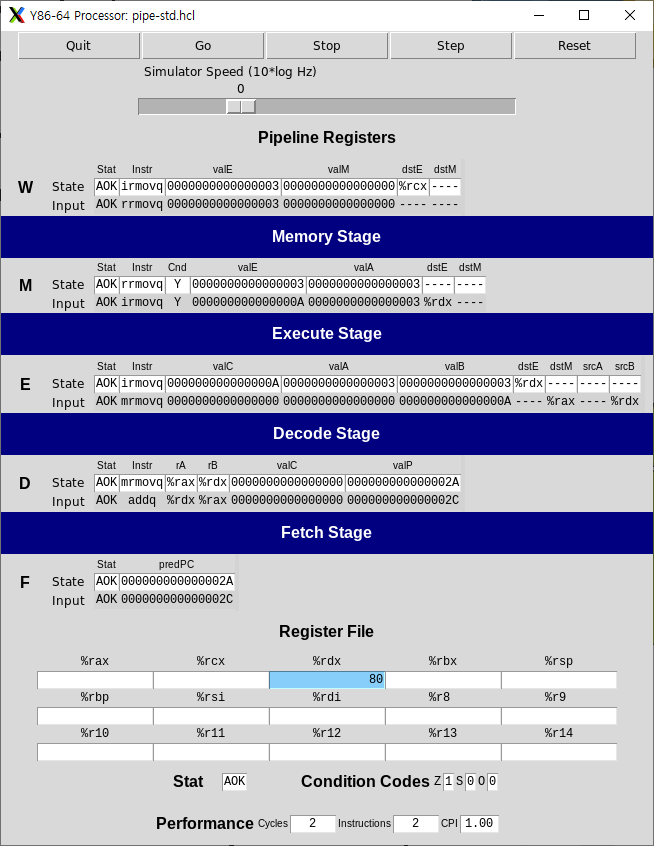 Y86-64 Processor: pipe-std.hcl
Quit Go Stop Step Reset
Simulator Speed (10*log Hz)
0
Pipeline Registers
Stat Instr valE valM dstE dstM
W State AOK irmovq 0000000000000003 0000000000000000 %rcx ----
Input AOK rrmovq 0000000000000003 0000000000000000 ---- ----
Memory Stage
Stat Instr Cnd valE valA dstE dstM
M State AOK rrmovq Y 0000000000000003 0000000000000003 ---- ----
Input AOK irmovq Y 000000000000000A 0000000000000003 %rdx ----
Execute Stage
Stat Instr valC valA valB dstE dstM srcA srcB
E State AOK irmovq 000000000000000A 0000000000000003 0000000000000003 %rdx ---- ---- ----
Input AOK mrmovq 0000000000000000 0000000000000000 000000000000000A ---- %rax ---- %rdx
Decode Stage
Stat Instr rA rB valC valP
D State AOK mrmovq %rax %rdx 0000000000000000 000000000000002A
Input AOK addq %rdx %rax 0000000000000000 000000000000002C
Fetch Stage
Stat predPC
F State AOK 000000000000002A
Input AOK 000000000000002C
Register File
%rax %rcx %rdx %rbx %rsp
80
%rbp %rsi %rdi %r8 %r9
%r10 %r11 %r12 %r13 %r14
Stat AOK Condition Codes Z 1 S 0 O 0
Performance Cycles 2 Instructions 2 CPI 1.00